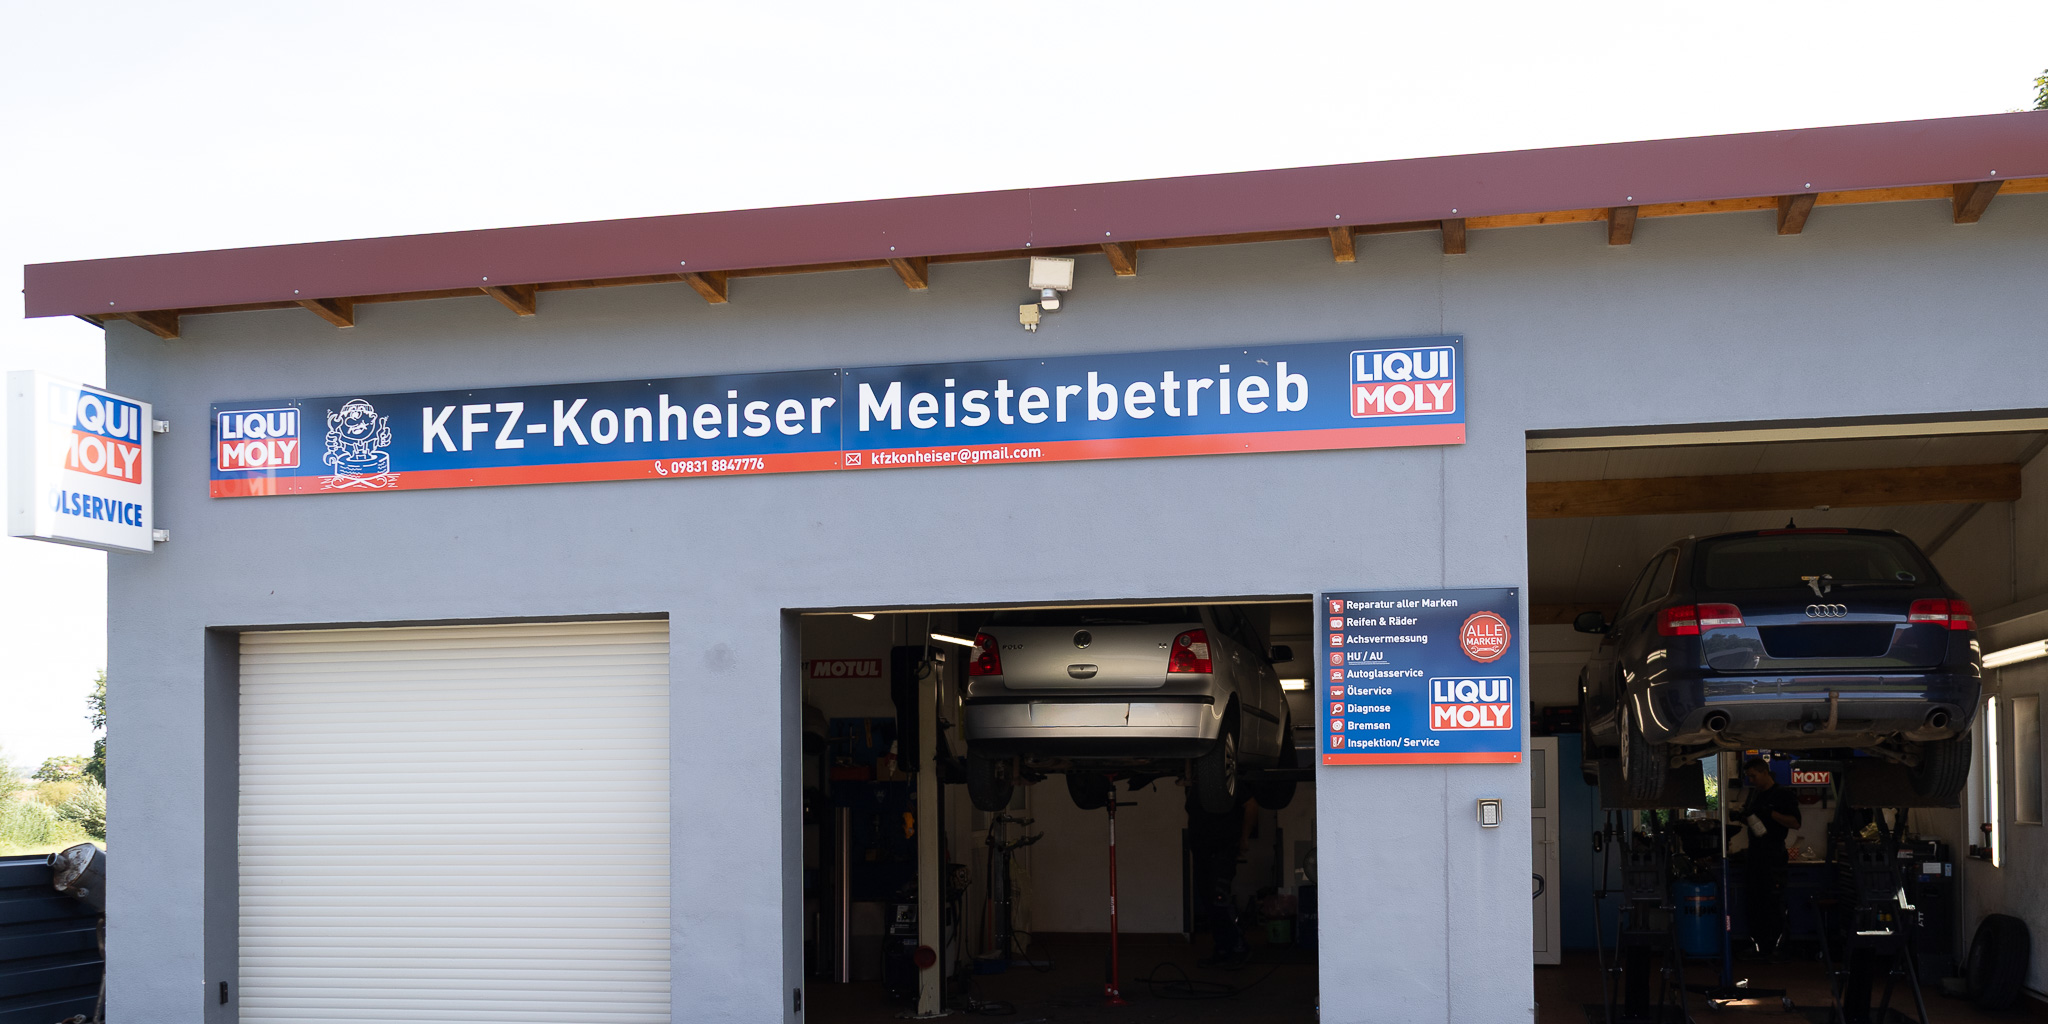 LIQUI
MOLY
ÖLSERVICE
LIQUI
MOLY
KFZ-Konheiser Meisterbetrieb
09831 8847776
kfzkonheiser@gmail.com
LIQUI
MOLY
MOTUL
POLO
Reparatur aller Marken
Reifen & Räder
Achsvermessung
HU / AU
Autoglasservice
Ölservice
Diagnose
Bremsen
Inspektion/ Service
ALLE
MARKEN
LIQUI
MOLY
MOLY